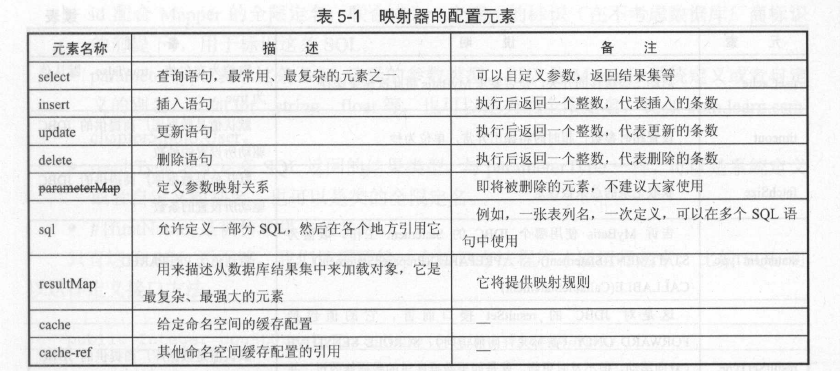 表 5-1 映射器的配置元素
元素名称 描 述 备 注
select 查询语句，最常用、最复杂的元素之一 可以自定义参数，返回结果集等
insert 插入语句 执行后返回一个整数，代表插入的条数
update 更新语句 执行后返回一个整数，代表更新的条数
delete 删除语句 执行后返回一个整数，代表删除的条数
parameterMap 定义参数映射关系 即将被删除的元素，不建议大家使用
sql 允许定义一部分 SQL，然后在各个地方引用它 例如，一张表列名，一次定义，可以在多个 SQL 语
句中使用
resultMap 用来描述从数据库结果集中来加载对象，它是 它将提供映射规则
最复杂、最强大的元素
cache 给定命名空间的缓存配置 —
cache-ref 其他命名空间缓存配置的引用 —